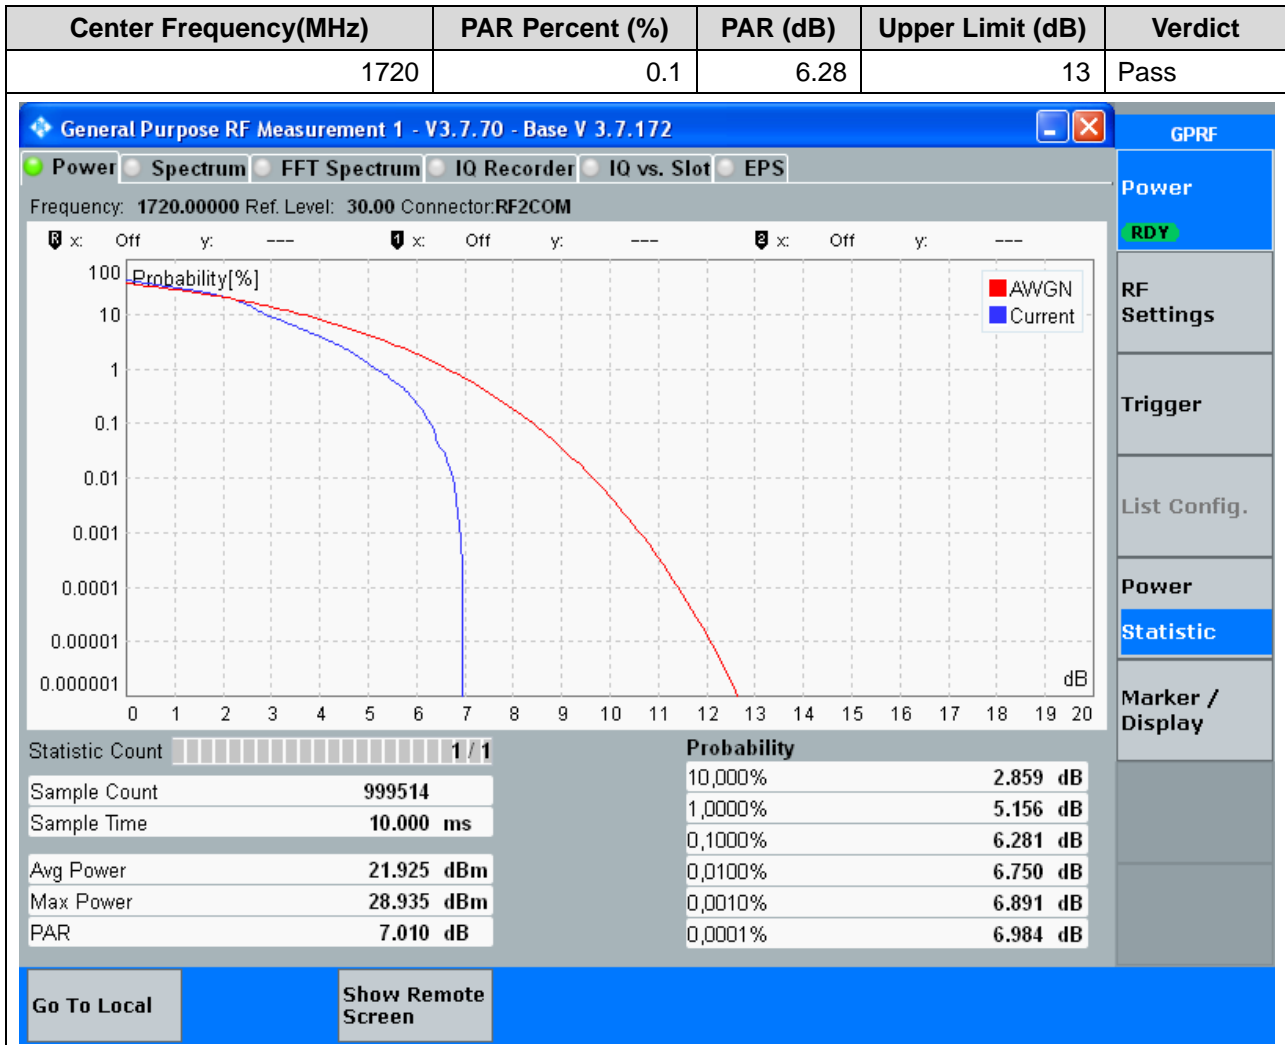 Center Frequency(MHz) PAR Percent (%) PAR (dB) Upper Limit (dB) Verdict
1720 0.1 6.28 13 Pass
General Purpose RF Measurement 1 - V3.7.70 - Base V 3.7.172
GPRF
Power Spectrum FFT Spectrum IQ Recorder IQ vs. Slot EPS
Power
RDY
Frequency: 1720.00000 Ref. Level: 30.00 Connector:RF2COM
R x: Off y: --- 1 x: Off y: --- 2 x: Off y: ---
Probability[%]
AWGN
Current
100
10
1
0.1
0.01
0.001
0.0001
0.00001
0.000001
dB
0 1 2 3 4 5 6 7 8 9 10 11 12 13 14 15 16 17 18 19 20
RF
Settings
Trigger
List Config.
Power
Statistic
Marker /
Display
Statistic Count 1 / 1
Sample Count 999514
Sample Time 10.000 ms
Avg Power 21.925 dBm
Max Power 28.935 dBm
PAR 7.010 dB
Probability
10,000% 2.859 dB
1,0000% 5.156 dB
0,1000% 6.281 dB
0,0100% 6.750 dB
0,0010% 6.891 dB
0,0001% 6.984 dB
Go To Local
Show Remote
Screen